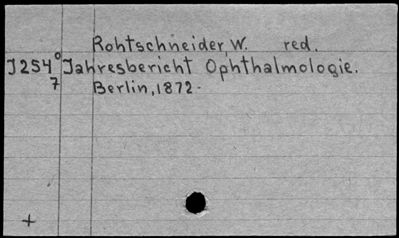 Rohtschneider, W. red.
J254° Jahresbericht Ophthalmologie.
7 Berlin, 1872-
+